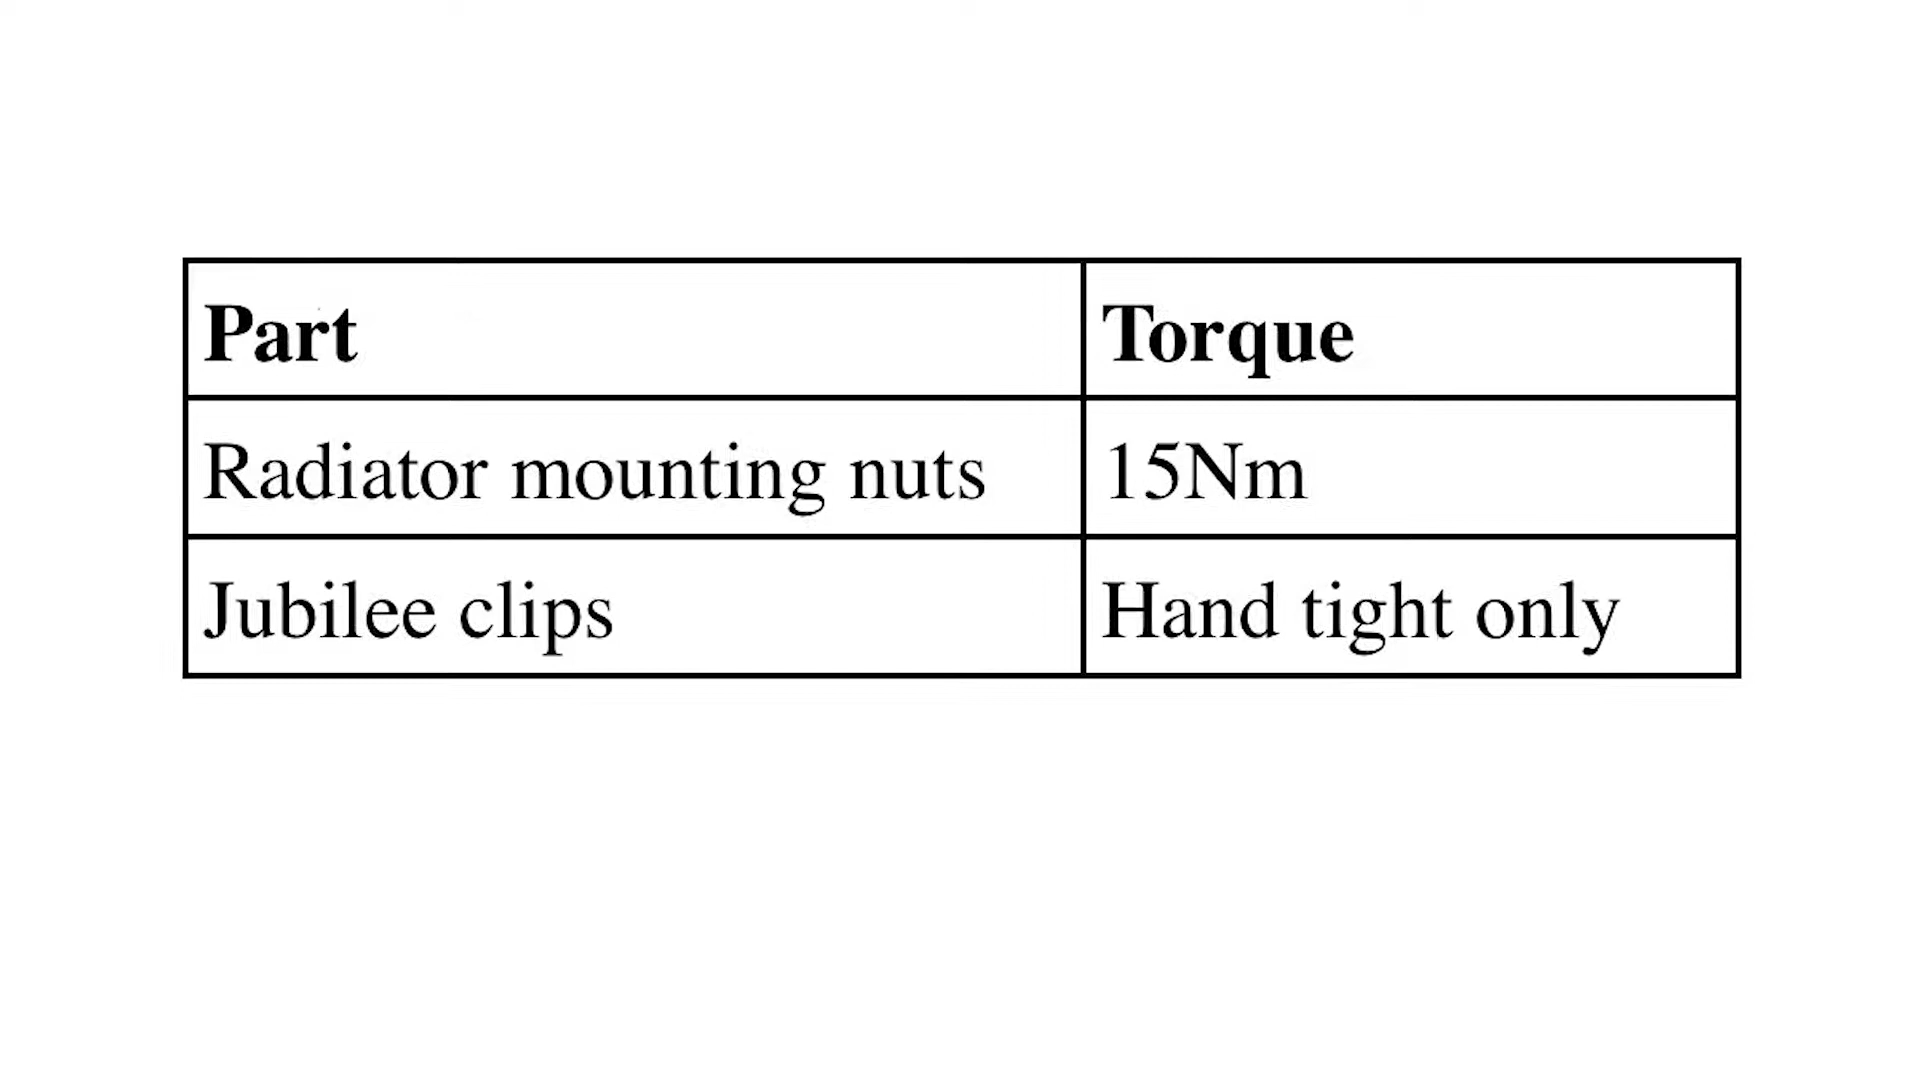 Part Torque
Radiator mounting nuts 15Nm
Jubilee clips Hand tight only